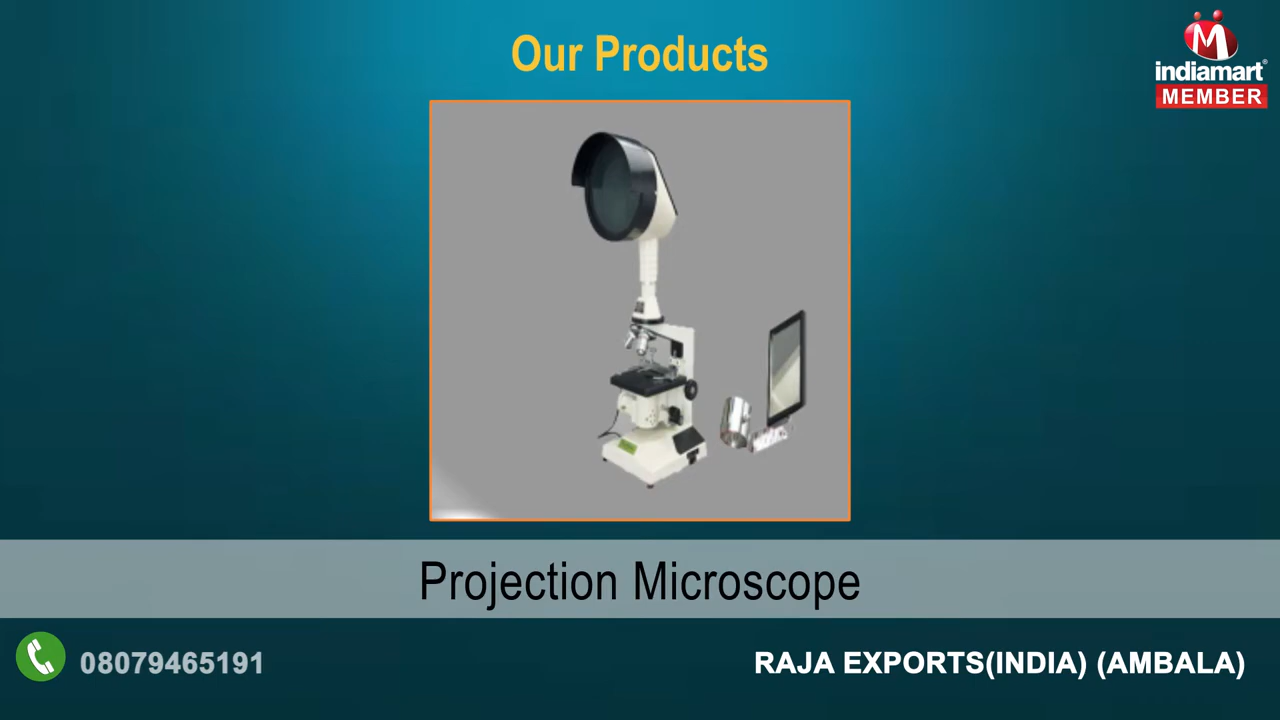 Our Products
indiamart®
MEMBER
Projection Microscope
08079465191
RAJA EXPORTS(INDIA) (AMBALA)